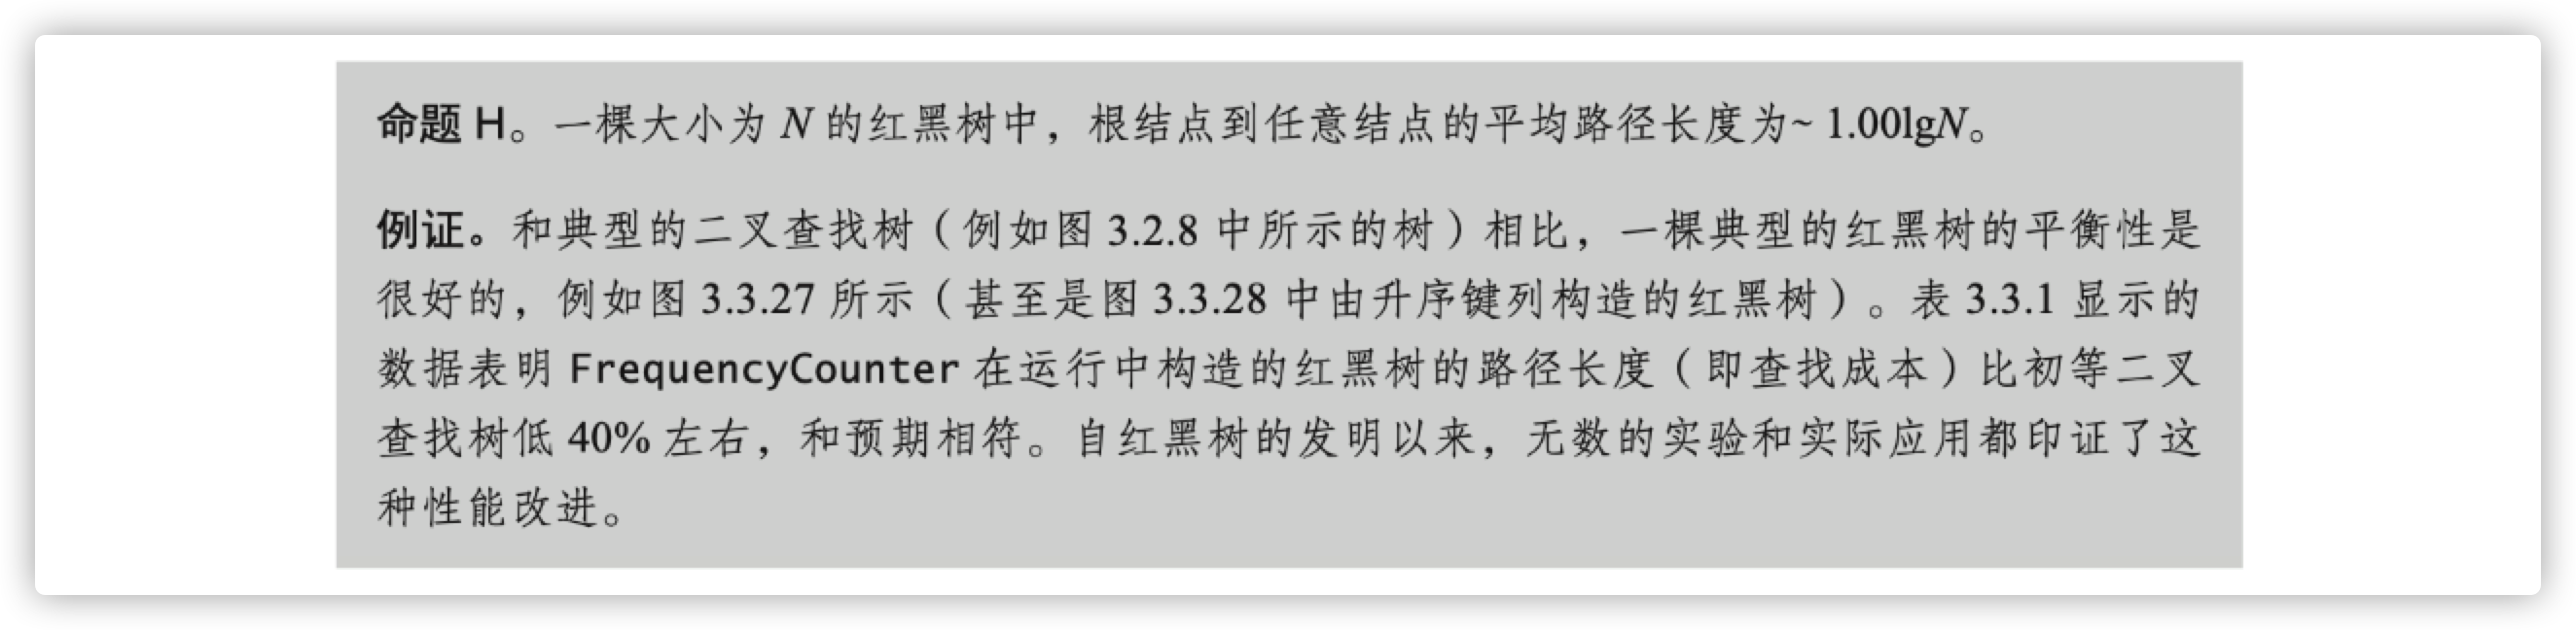 命题 H。一棵大小为 N 的红黑树中，根结点到任意结点的平均路径长度为~ 1.00lgN。
例证。和典型的二叉查找树（例如图 3.2.8 中所示的树）相比，一棵典型的红黑树的平衡性是
很好的，例如图 3.3.27 所示（甚至是图 3.3.28 中由升序键列构造的红黑树）。表 3.3.1 显示的
数据表明 FrequencyCounter 在运行中构造的红黑树的路径长度（即查找成本）比初等二叉
查找树低 40% 左右，和预期相符。自红黑树的发明以来，无数的实验和实际应用都印证了这
种性能改进。